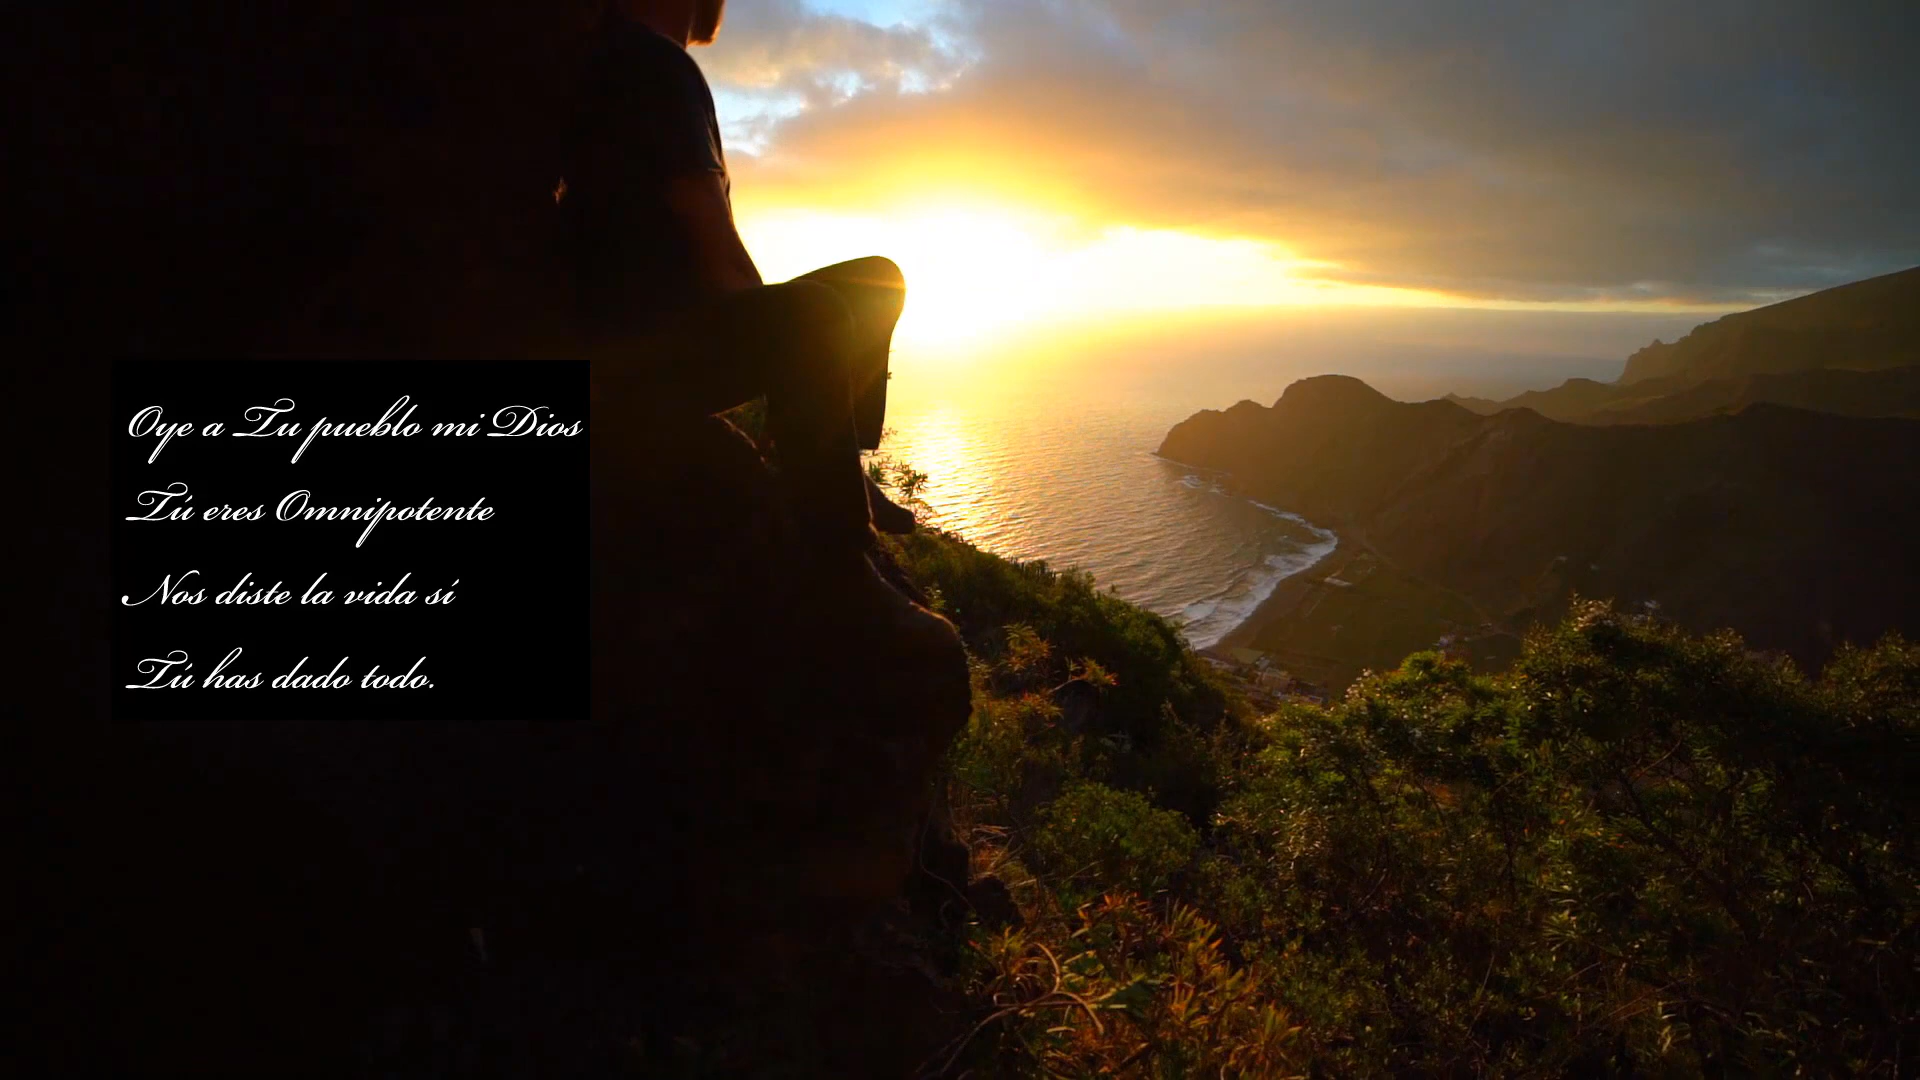 Oye a Tu pueblo mi Dios
Tú eres Omnipotente
Nos diste la vida sí
Tú has dado todo.